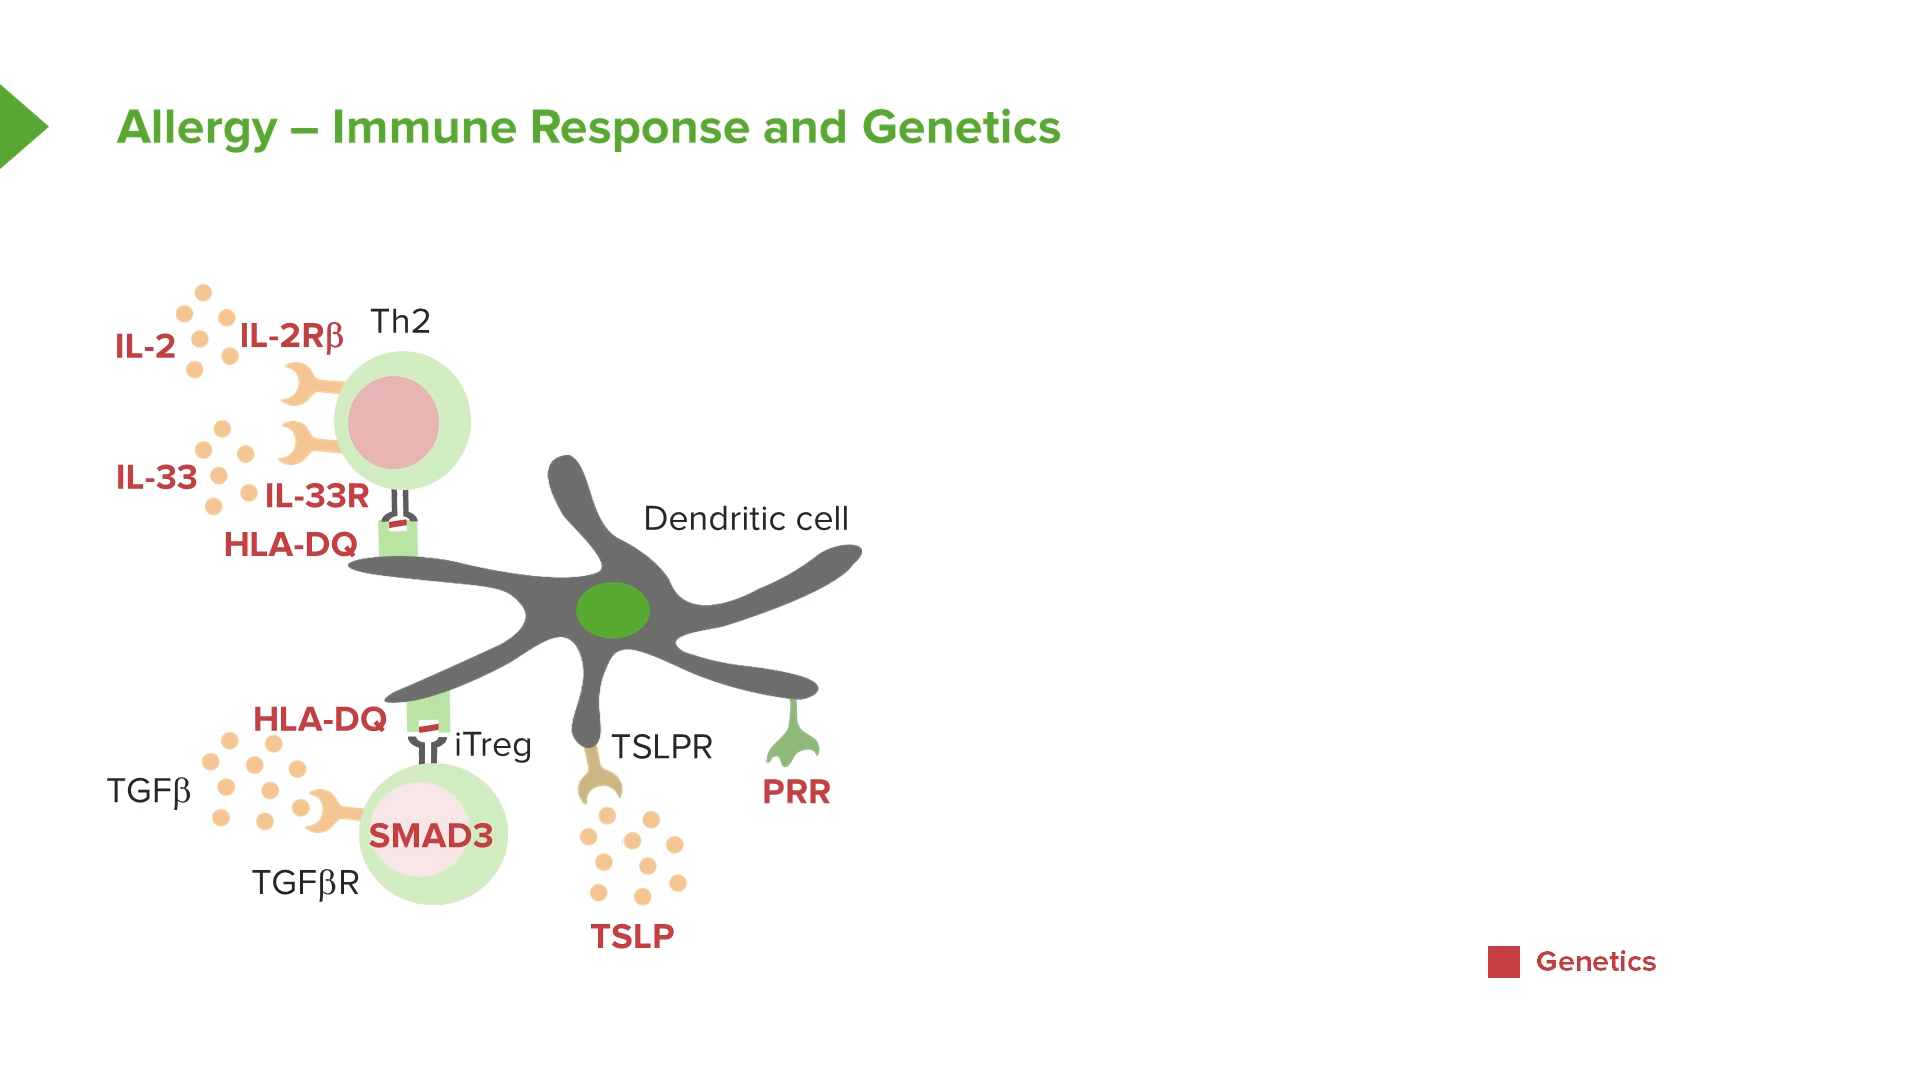 Allergy – Immune Response and Genetics
Th2
IL-2
IL-2Rβ
IL-33
IL-33R
HLA-DQ
Dendritic cell
HLA-DQ
iTreg
TSLPR
TGFβ
PRR
SMAD3
TGFβR
TSLP
Genetics